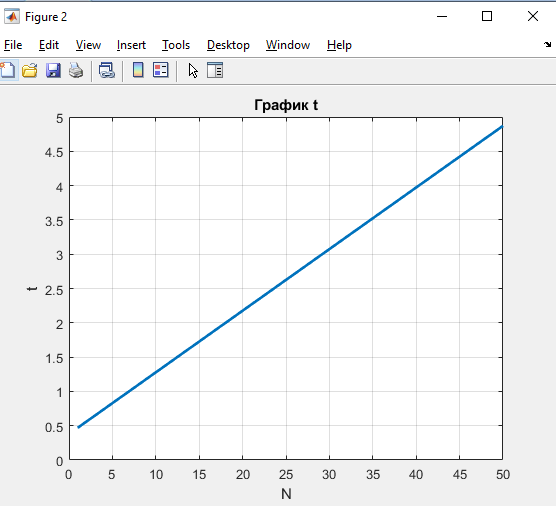 Figure 2
File Edit View Insert Tools Desktop Window Help
График t
5
4.5
4
3.5
3
2.5
2
1.5
1
0.5
0
t
0 5 10 15 20 25 30 35 40 45 50
N